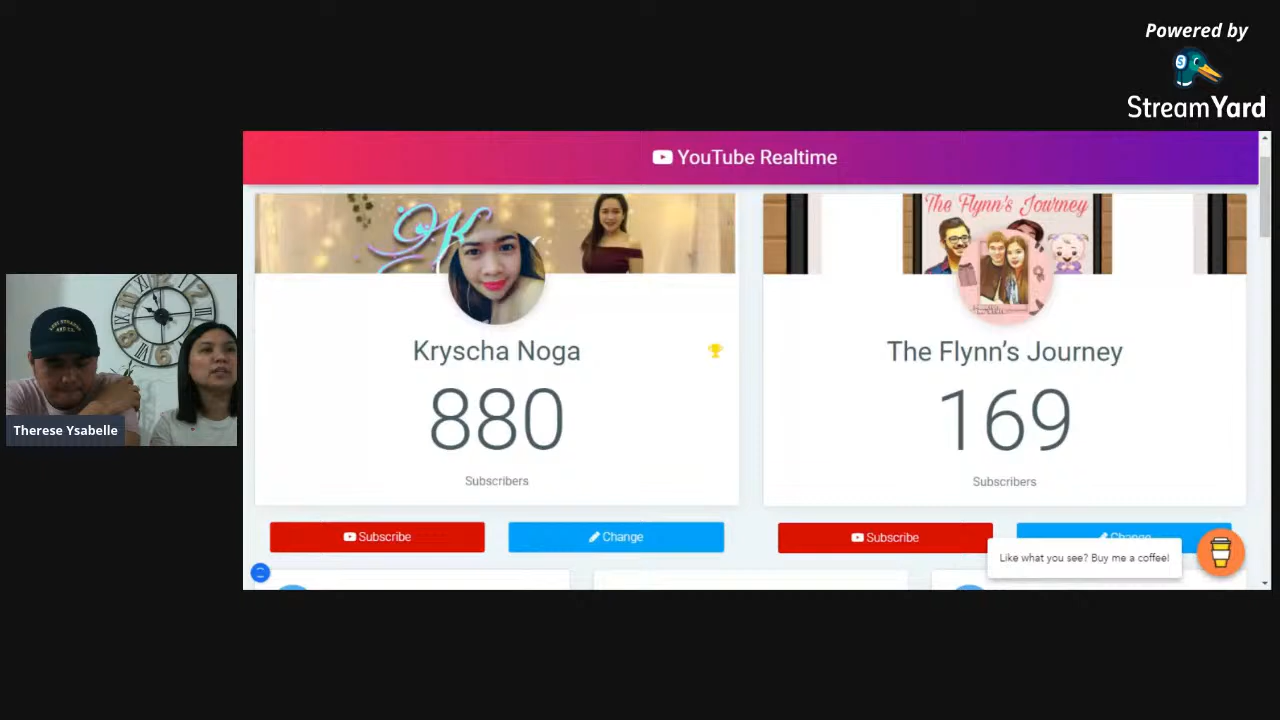 Powered by
StreamYard
YouTube Realtime
The Flynn's Journey
Kryscha Noga
The Flynn's Journey
880
169
Subscribers
Subscribers
Subscribe
Change
Subscribe
Like what you see? Buy me a coffee!
Therese Ysabelle